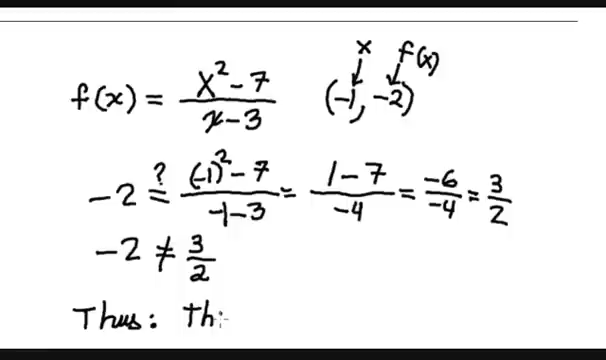 x f(x)
f(x) = (x² - 7)/(x - 3) (-1, -2)
-2 ≟ ((-1)² - 7)/(-1 - 3) = (1 - 7)/(-4) = (-6)/(-4) = 3/2
-2 ≠ 3/2
Thus: Th